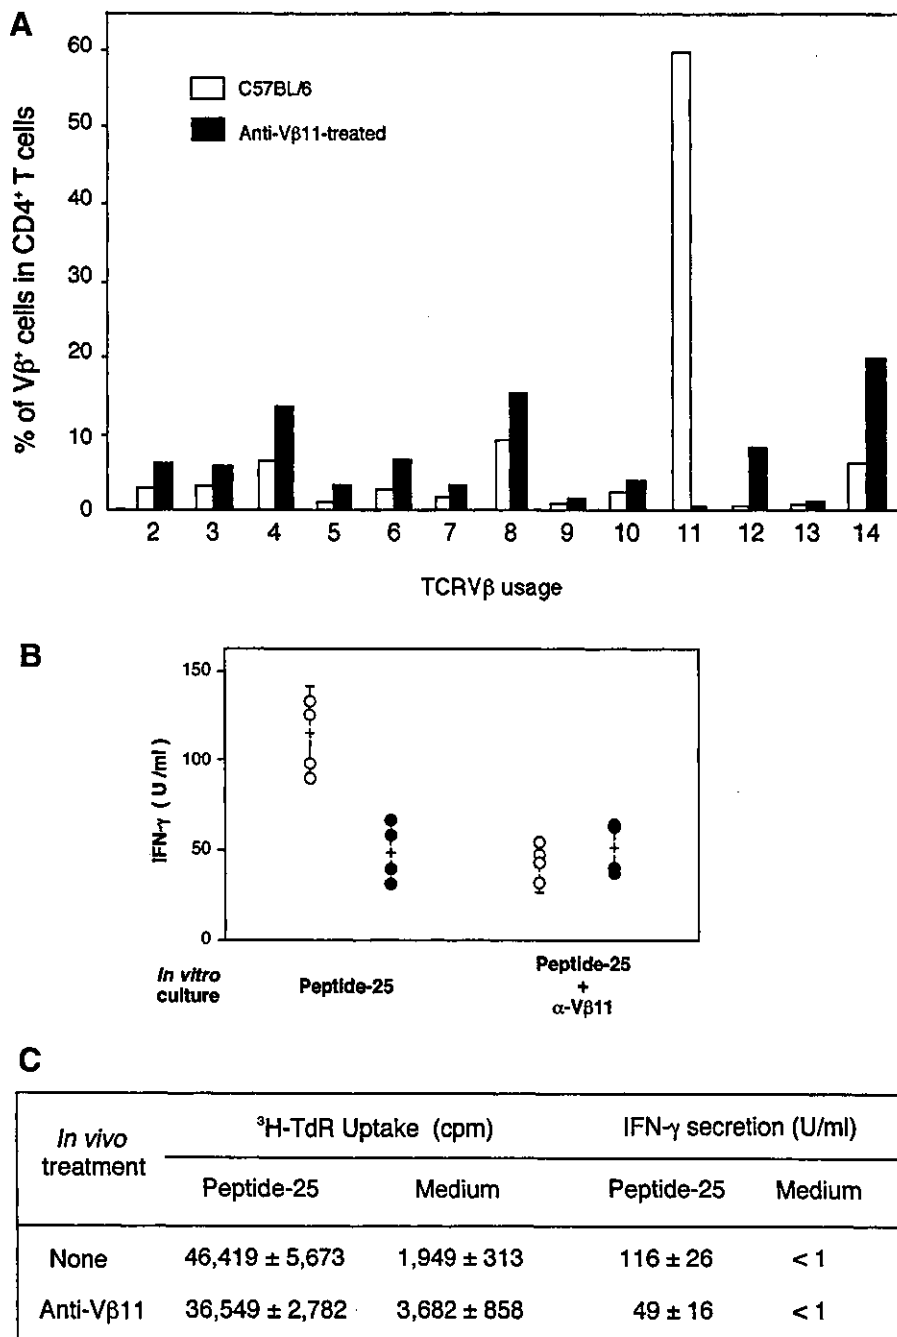 A
% of Vβ⁺ cells in CD4⁺ T cells
60
50
40
30
20
10
0
C57BL/6
Anti-Vβ11-treated
2 3 4 5 6 7 8 9 10 11 12 13 14
TCRVβ usage
B
IFN-γ ( U /ml )
150
100
50
0
In vitro culture
Peptide-25
Peptide-25
+
α-Vβ11
C
In vivo treatment
³H-TdR Uptake (cpm)
IFN-γ secretion (U/ml)
Peptide-25 Medium Peptide-25 Medium
None 46,419 ± 5,673 1,949 ± 313 116 ± 26 < 1
Anti-Vβ11 36,549 ± 2,782 3,682 ± 858 49 ± 16 < 1